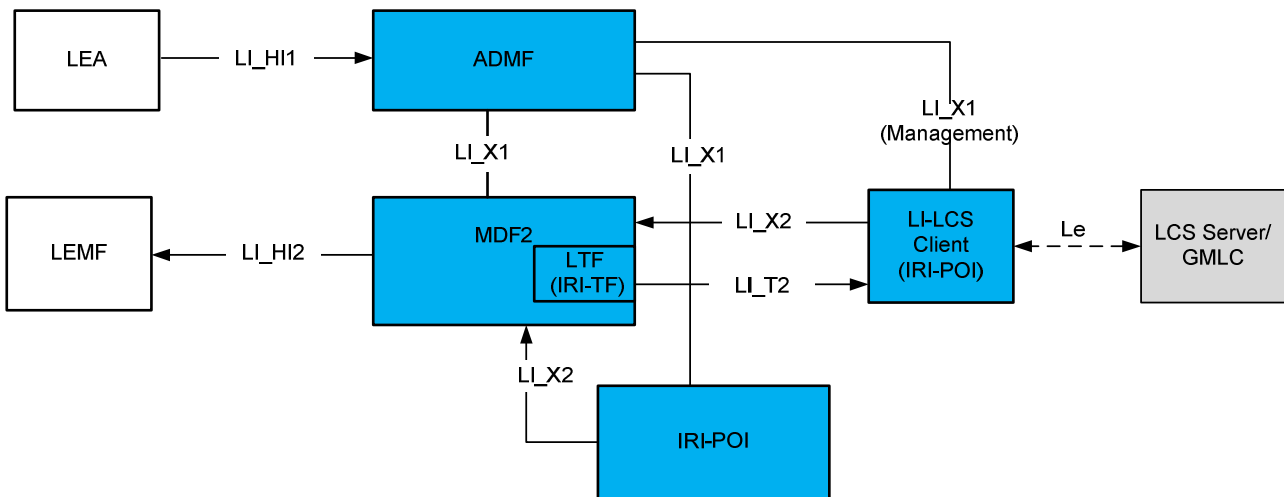 LEA
LI_HI1
ADMF
LI_X1
(Management)
LI_X1
LI_X1
LEMF
LI_HI2
MDF2
LTF
(IRI-TF)
LI_X2
LI_T2
LI-LCS
Client
(IRI-POI)
Le
LCS Server/
GMLC
LI_X2
IRI-POI